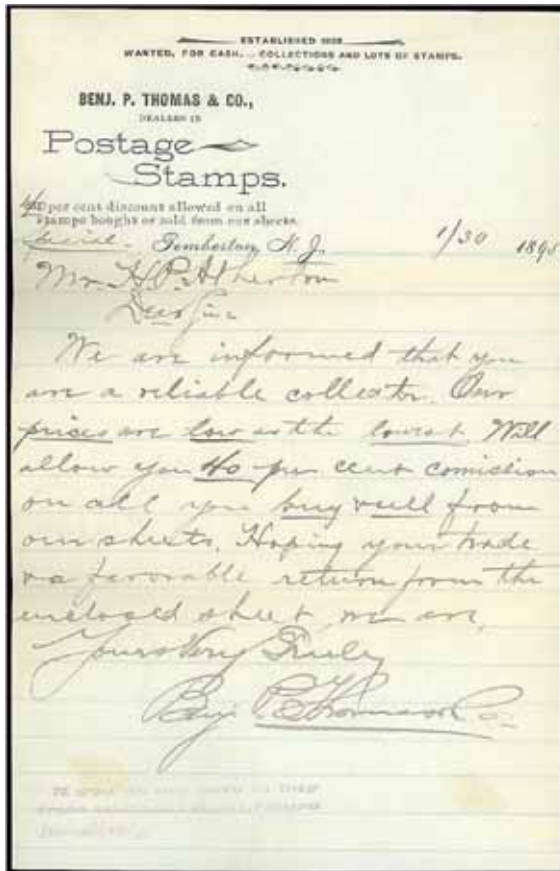 ESTABLISHED
WANTED, FOR CASH, COLLECTIONS AND LOTS OF STAMPS.
BENJ. P. THOMAS & CO.,
DEALERS IN
Postage
Stamps.
40 per cent discount allowed on all
stamps bought or sold from our sheets.
special. Pemberton, N. J. 1/30 1895
Mr. H. P. Atherton
Dear Sir
We are informed that you
are a reliable collector. Our
prices are low as the lowest. Will
allow you 40 per cent comission
on all you buy & sell from
our sheets. Hoping your trade
& a favorable return from the
enclosed sheet we are,
Yours Very Truly
Benj. P. Thomas & Co.